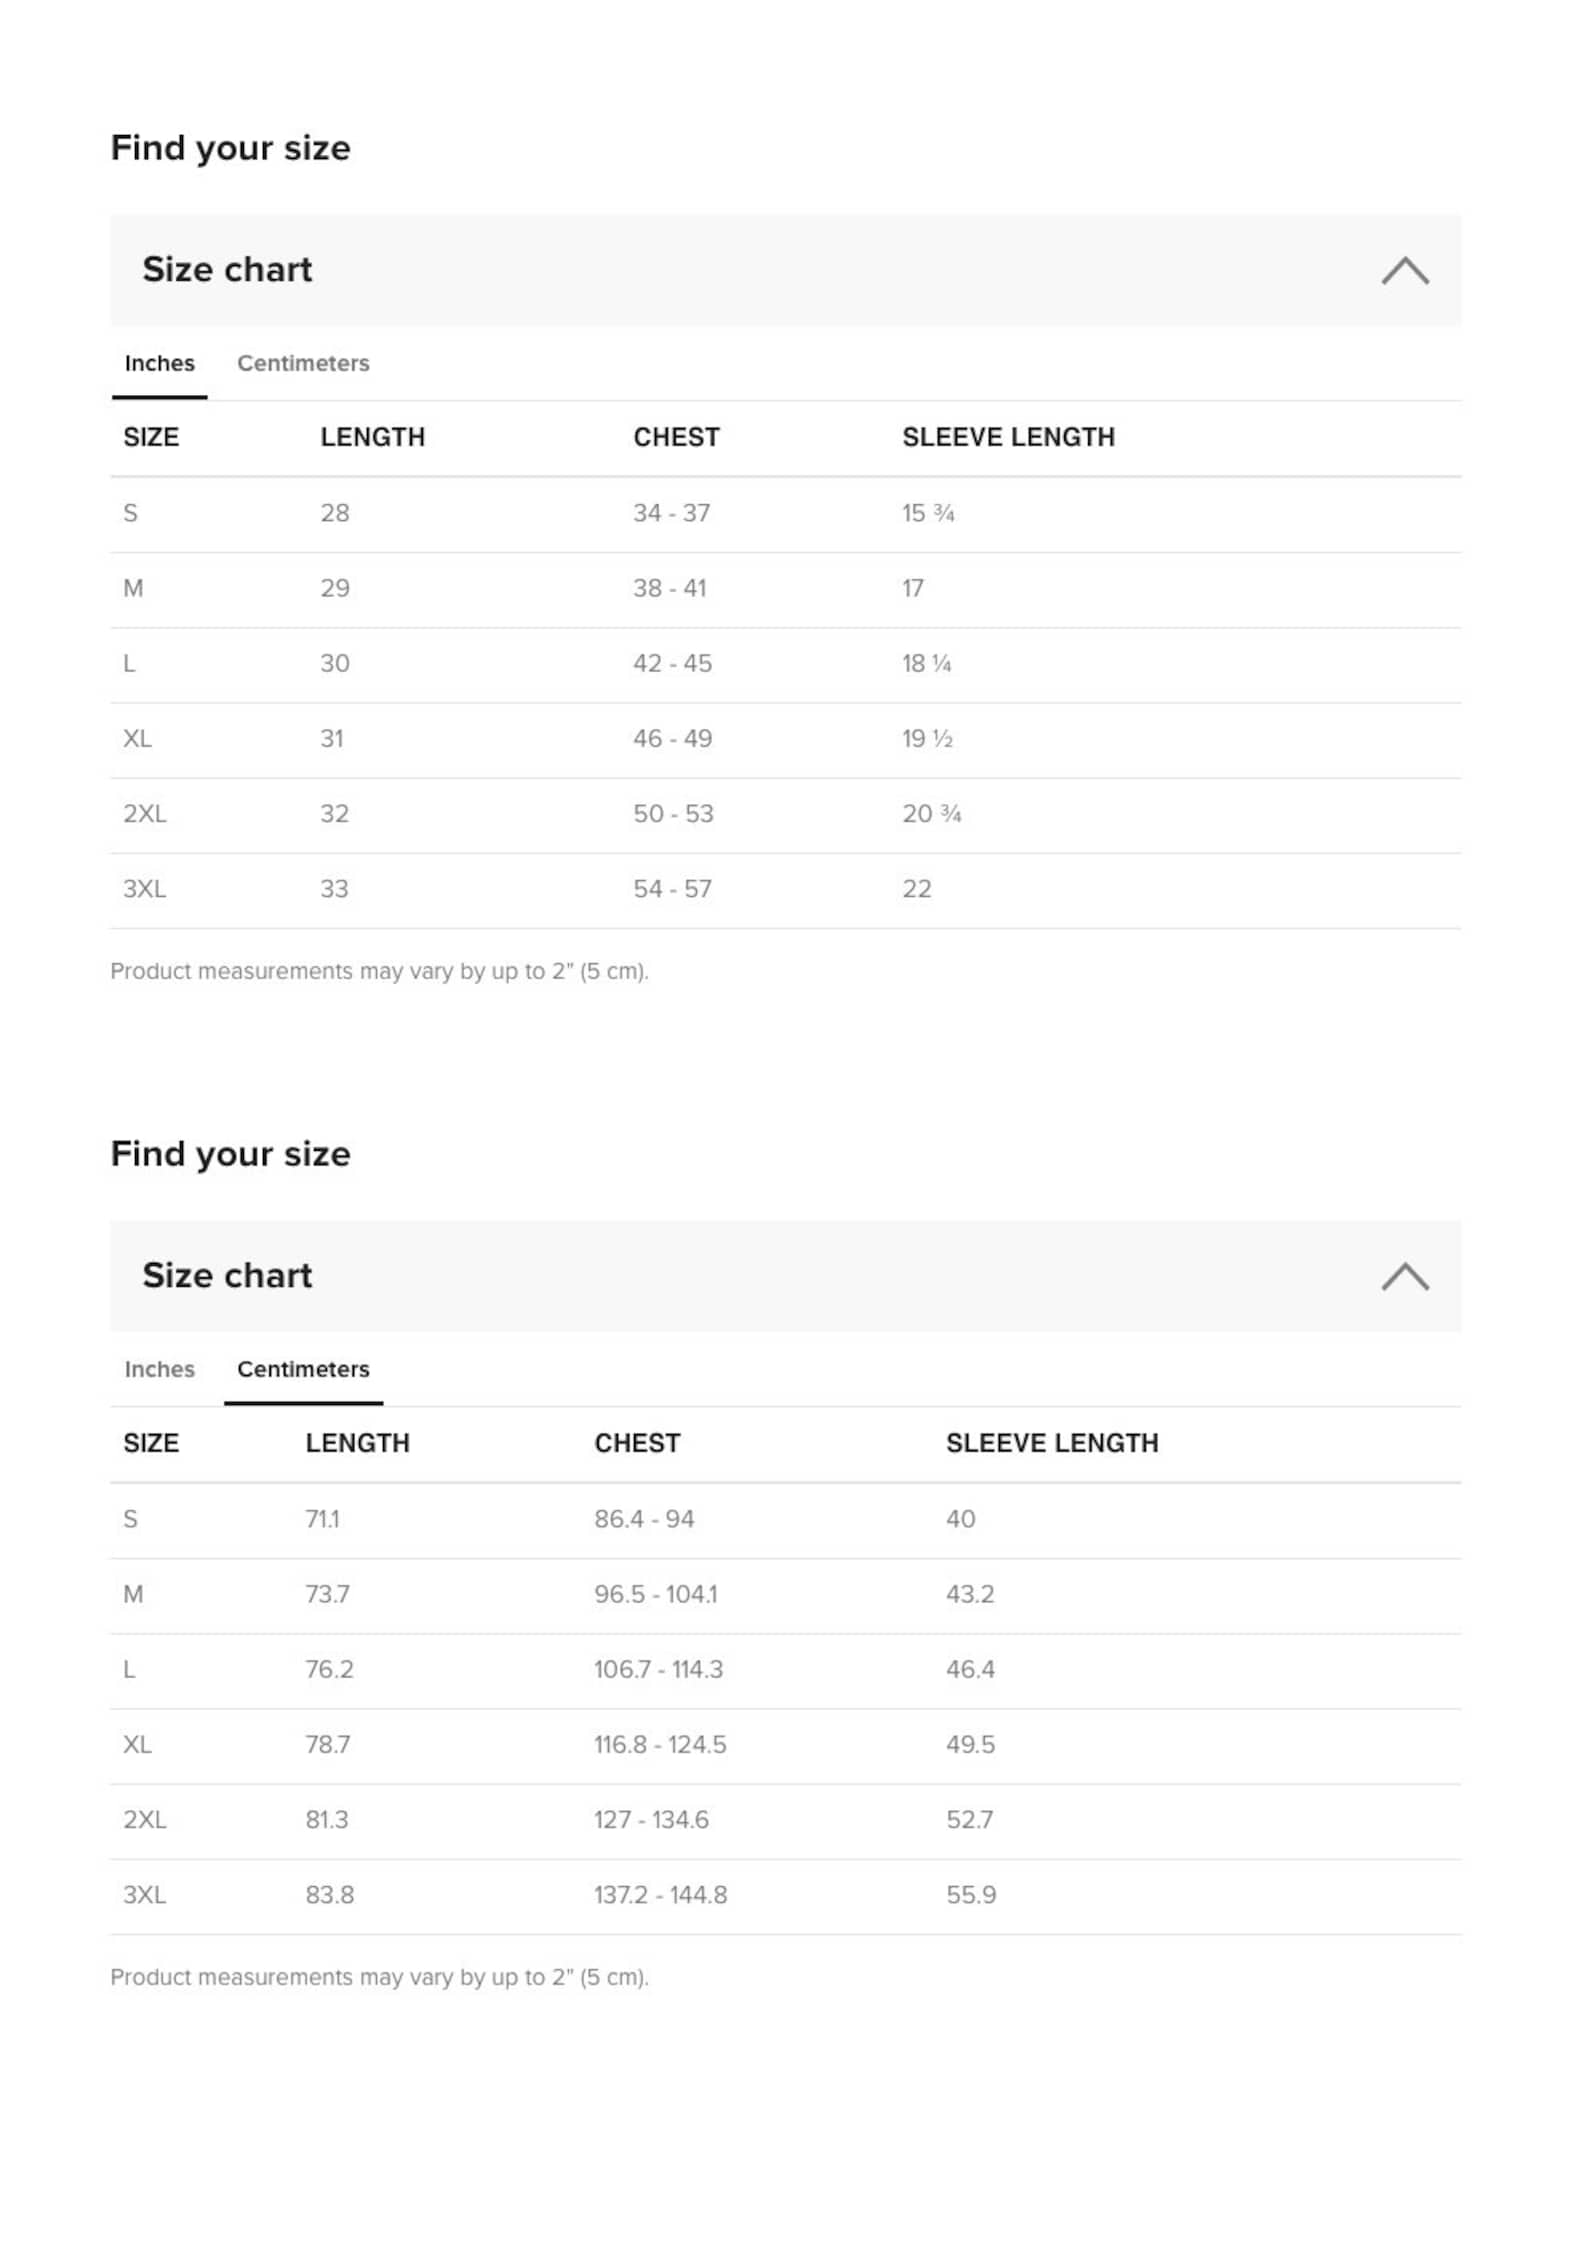 Find your size
Size chart
Inches Centimeters
SIZE LENGTH CHEST SLEEVE LENGTH
S 28 34 - 37 15 ¾
M 29 38 - 41 17
L 30 42 - 45 18 ¼
XL 31 46 - 49 19 ½
2XL 32 50 - 53 20 ¾
3XL 33 54 - 57 22
Product measurements may vary by up to 2" (5 cm).
Find your size
Size chart
Inches Centimeters
SIZE LENGTH CHEST SLEEVE LENGTH
S 71.1 86.4 - 94 40
M 73.7 96.5 - 104.1 43.2
L 76.2 106.7 - 114.3 46.4
XL 78.7 116.8 - 124.5 49.5
2XL 81.3 127 - 134.6 52.7
3XL 83.8 137.2 - 144.8 55.9
Product measurements may vary by up to 2" (5 cm).